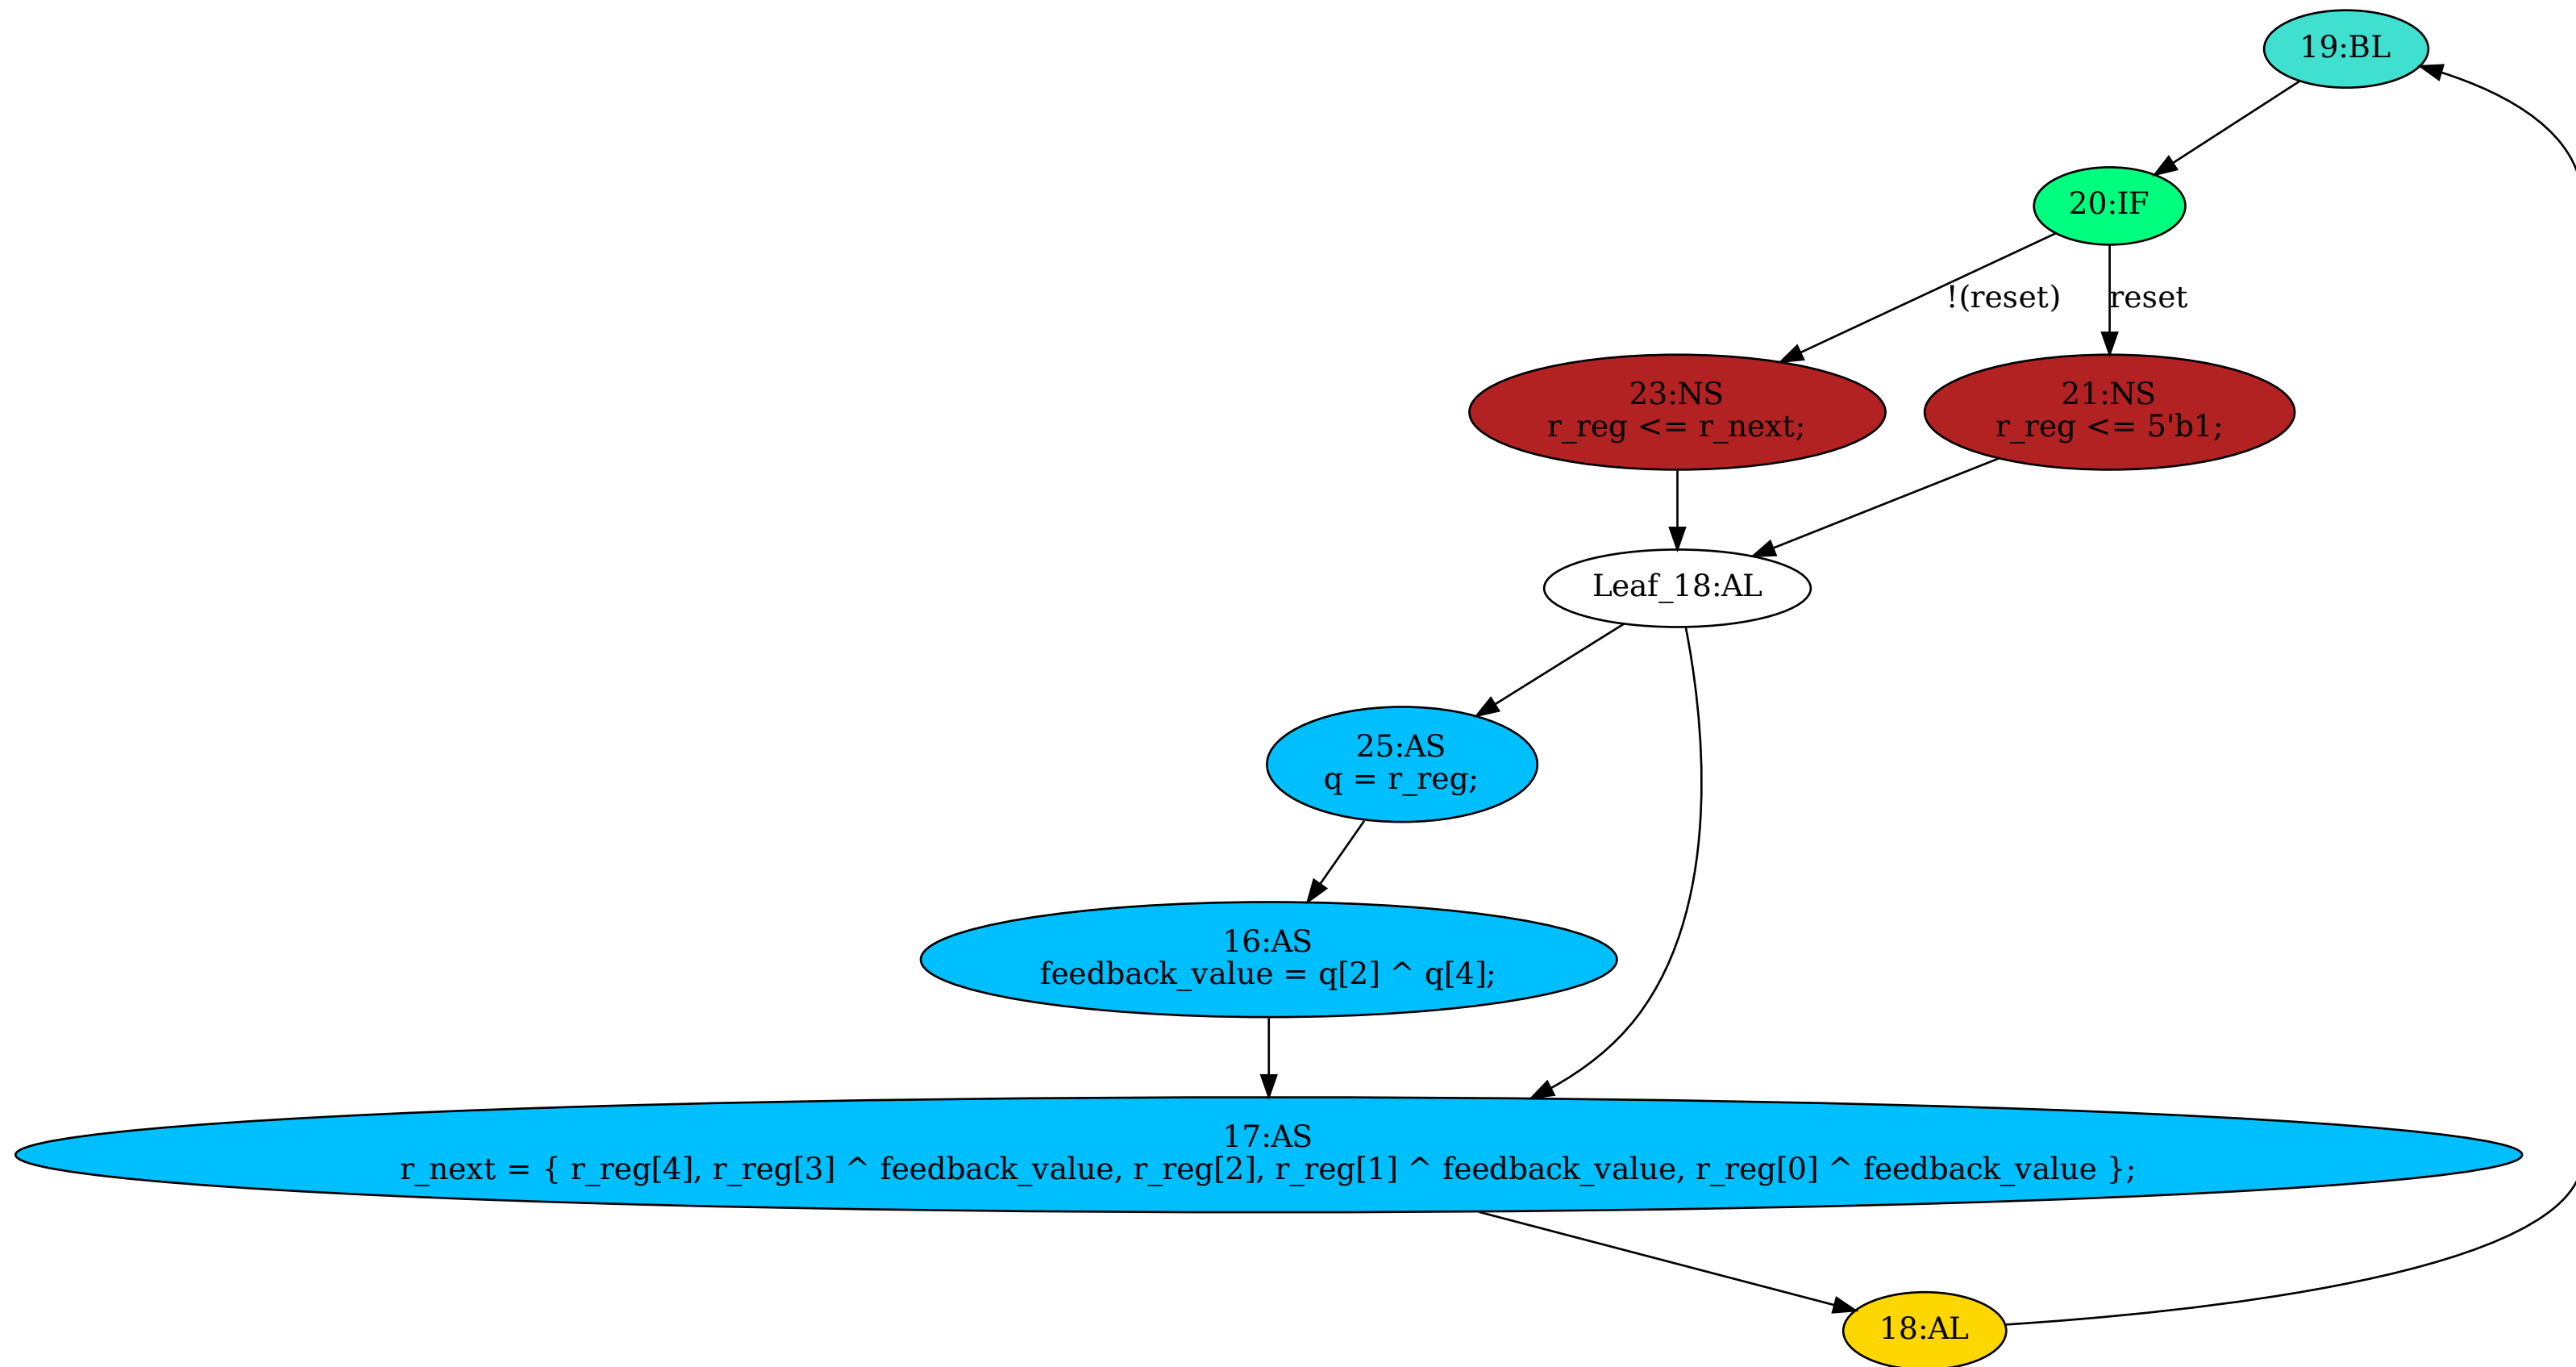 19:BL
20:IF
!(reset)
reset
23:NS
r_reg <= r_next;
21:NS
r_reg <= 5'b1;
Leaf_18:AL
25:AS
q = r_reg;
16:AS
feedback_value = q[2] ^ q[4];
17:AS
r_next = { r_reg[4], r_reg[3] ^ feedback_value, r_reg[2], r_reg[1] ^ feedback_value, r_reg[0] ^ feedback_value };
18:AL